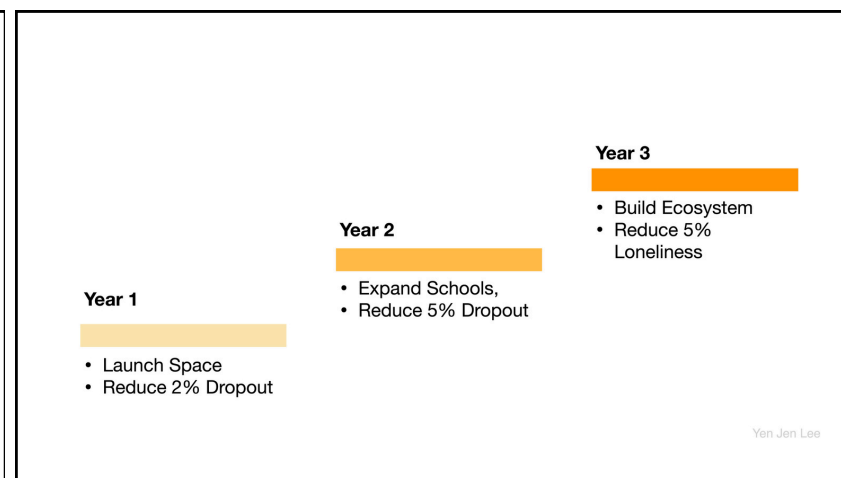 Year 1
• Launch Space
• Reduce 2% Dropout
Year 2
• Expand Schools,
• Reduce 5% Dropout
Year 3
• Build Ecosystem
• Reduce 5%
Loneliness
Yen Jen Lee